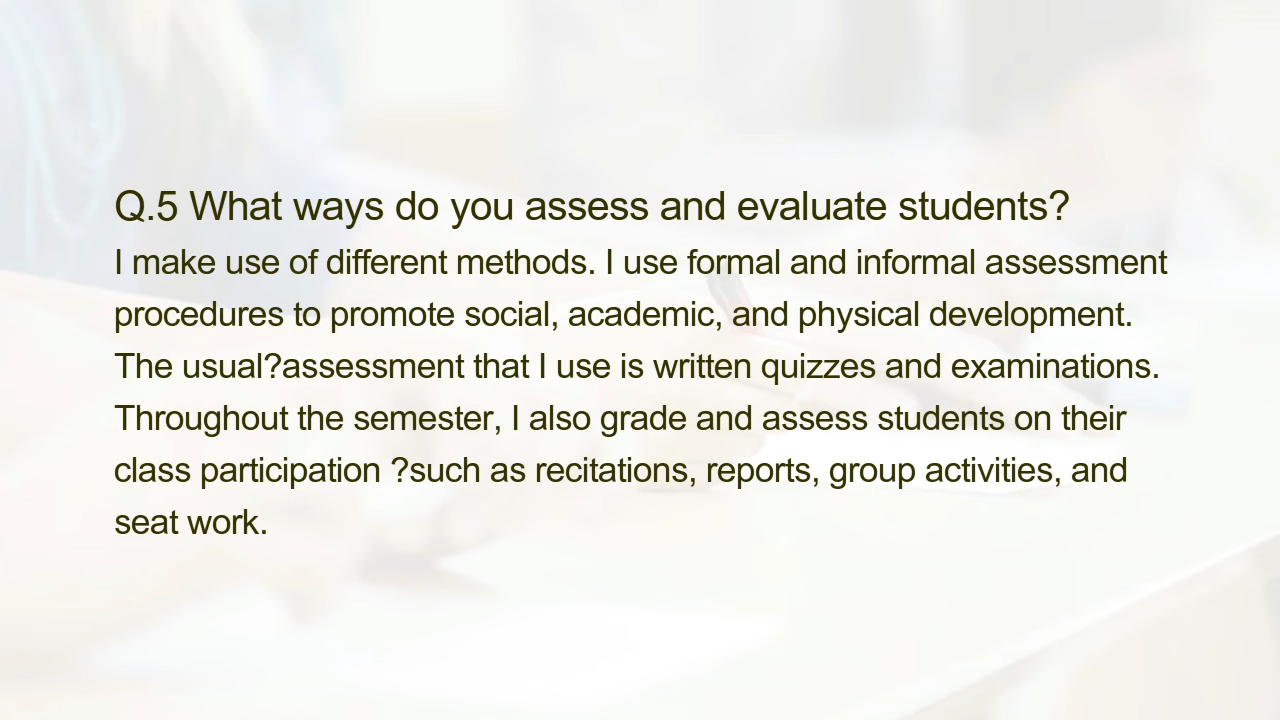 Q.5 What ways do you assess and evaluate students?
I make use of different methods. I use formal and informal assessment
procedures to promote social, academic, and physical development.
The usual?assessment that I use is written quizzes and examinations.
Throughout the semester, I also grade and assess students on their
class participation ?such as recitations, reports, group activities, and
seat work.